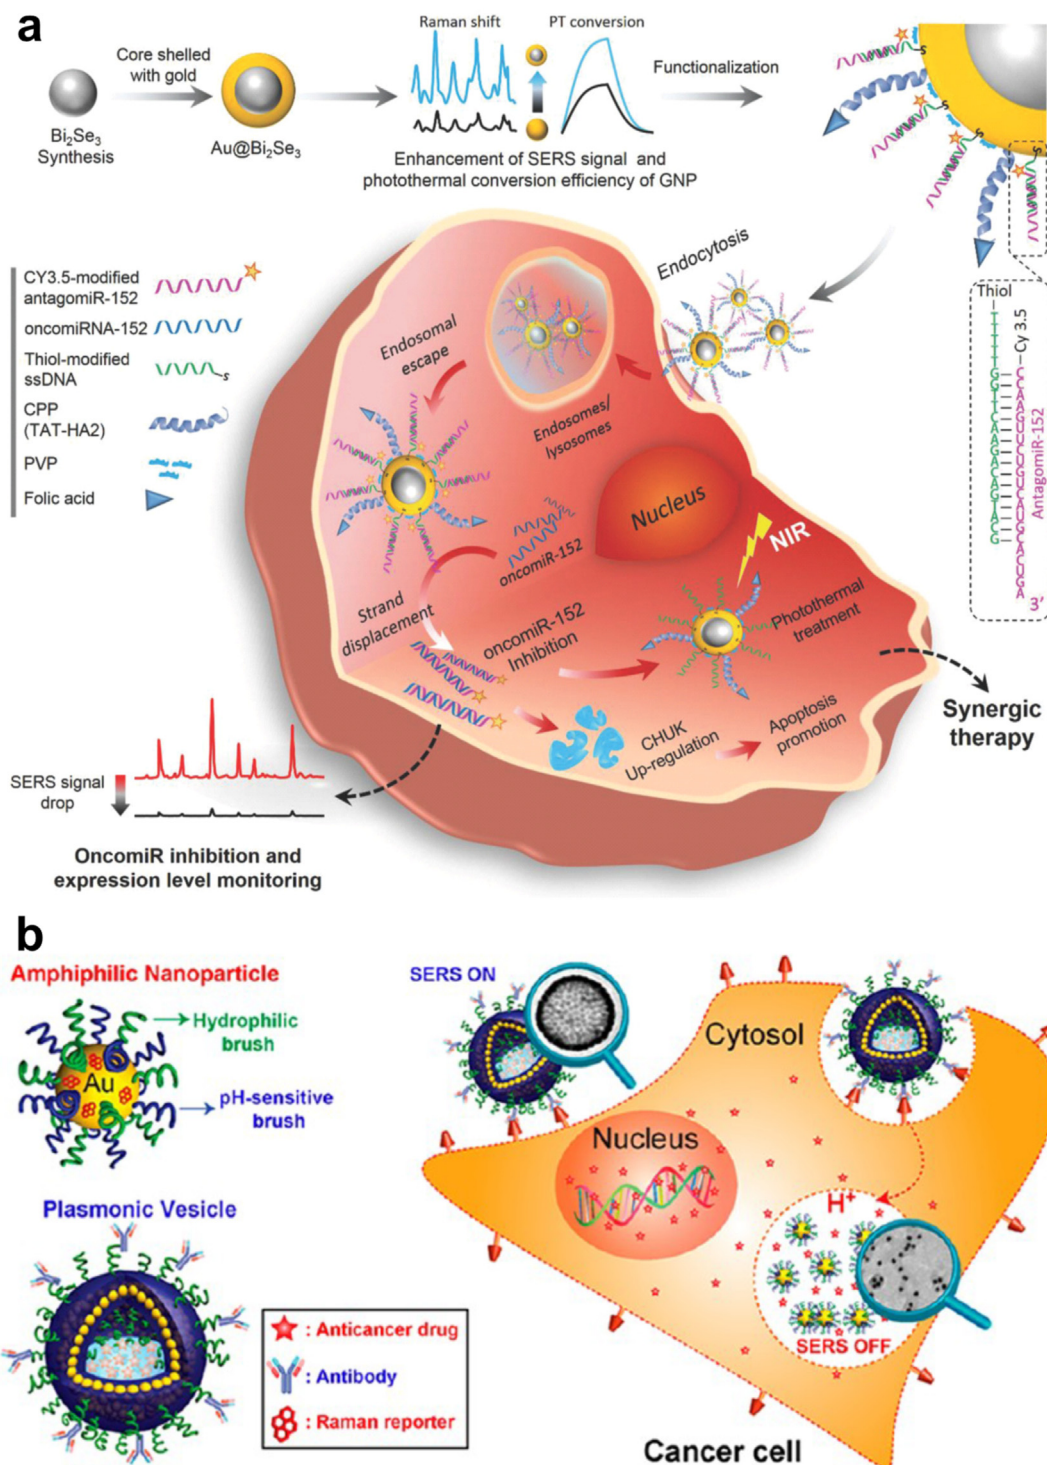 a
Core shelled
with gold
Bi₂Se₃
Synthesis
Au@Bi₂Se₃
Raman shift
PT conversion
Enhancement of SERS signal and
photothermal conversion efficiency of GNP
Functionalization
S
S
S
S
CY3.5-modified
antagomiR-152
oncomiRNA-152
Thiol-modified
ssDNA
S
CPP
(TAT-HA2)
PVP
Folic acid
Endocytosis
Endosomal
escape
Endosomes/
lysosomes
Nucleus
oncomiR-152
NIR
Strand
displacement
oncomiR-152
Inhibition
Photothermal
treatment
CHUK
Up-regulation
Apoptosis
promotion
Synergic
therapy
SERS signal
drop
OncomiR inhibition and
expression level monitoring
Thiol
Cy 3.5
AntagomiR-152
3’
b
Amphiphilic Nanoparticle
Au
Hydrophilic
brush
pH-sensitive
brush
Plasmonic Vesicle
: Anticancer drug
: Antibody
: Raman reporter
SERS ON
Cytosol
Nucleus
H⁺
SERS OFF
Cancer cell